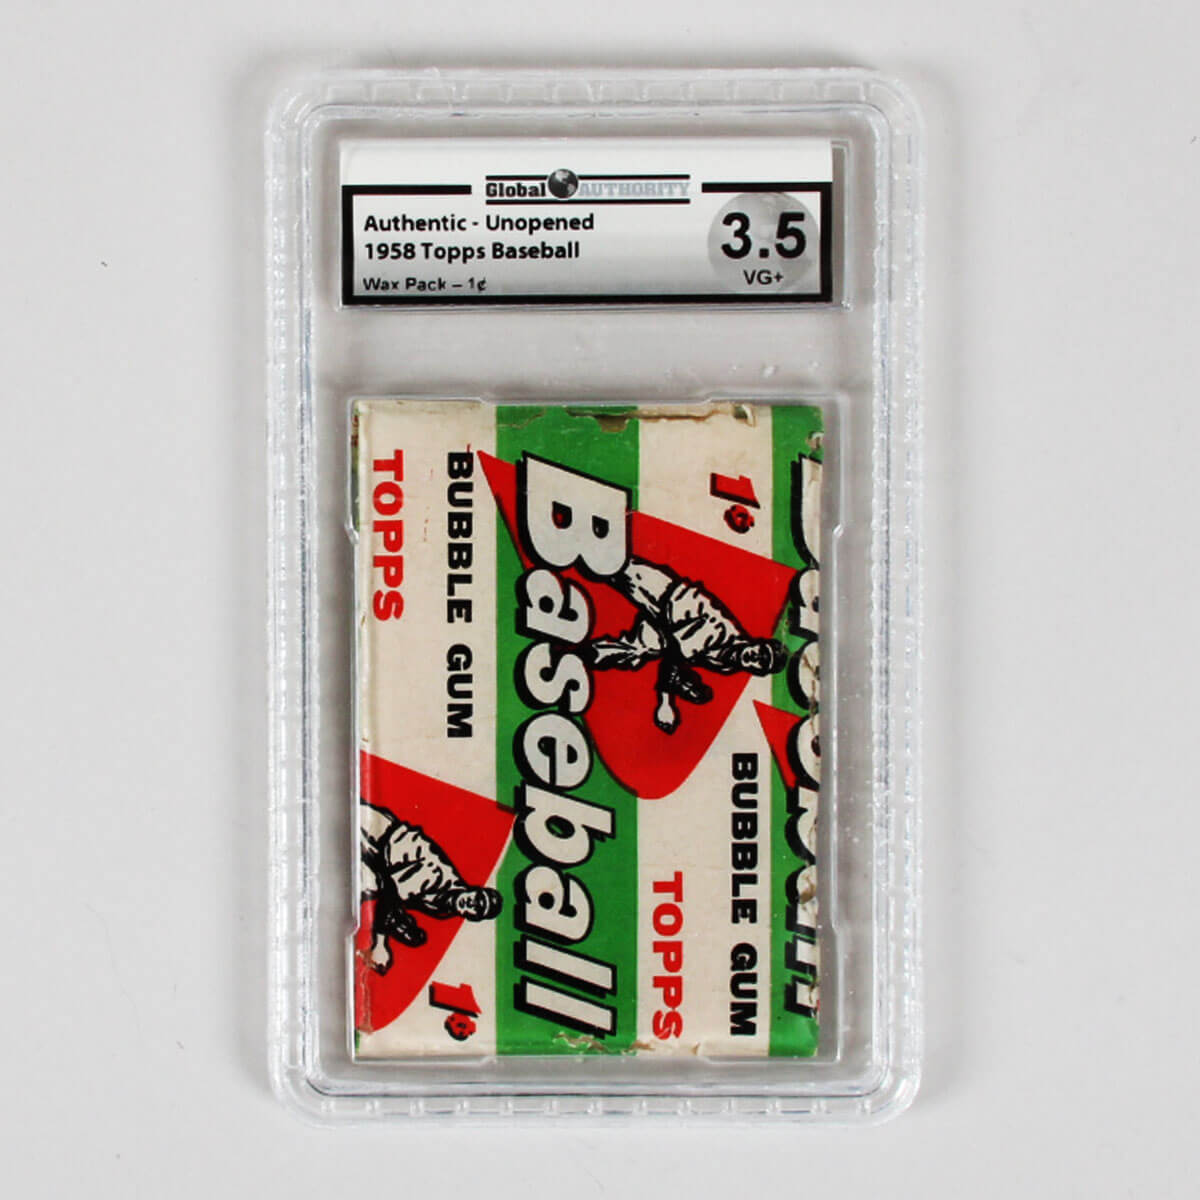 Global AUTHORITY
Authentic - Unopened
1958 Topps Baseball
Wax Pack – 1¢
3.5
VG+
TOPPS
BUBBLE GUM
Baseball
1¢
TOPPS
BUBBLE GUM
Baseball
1¢